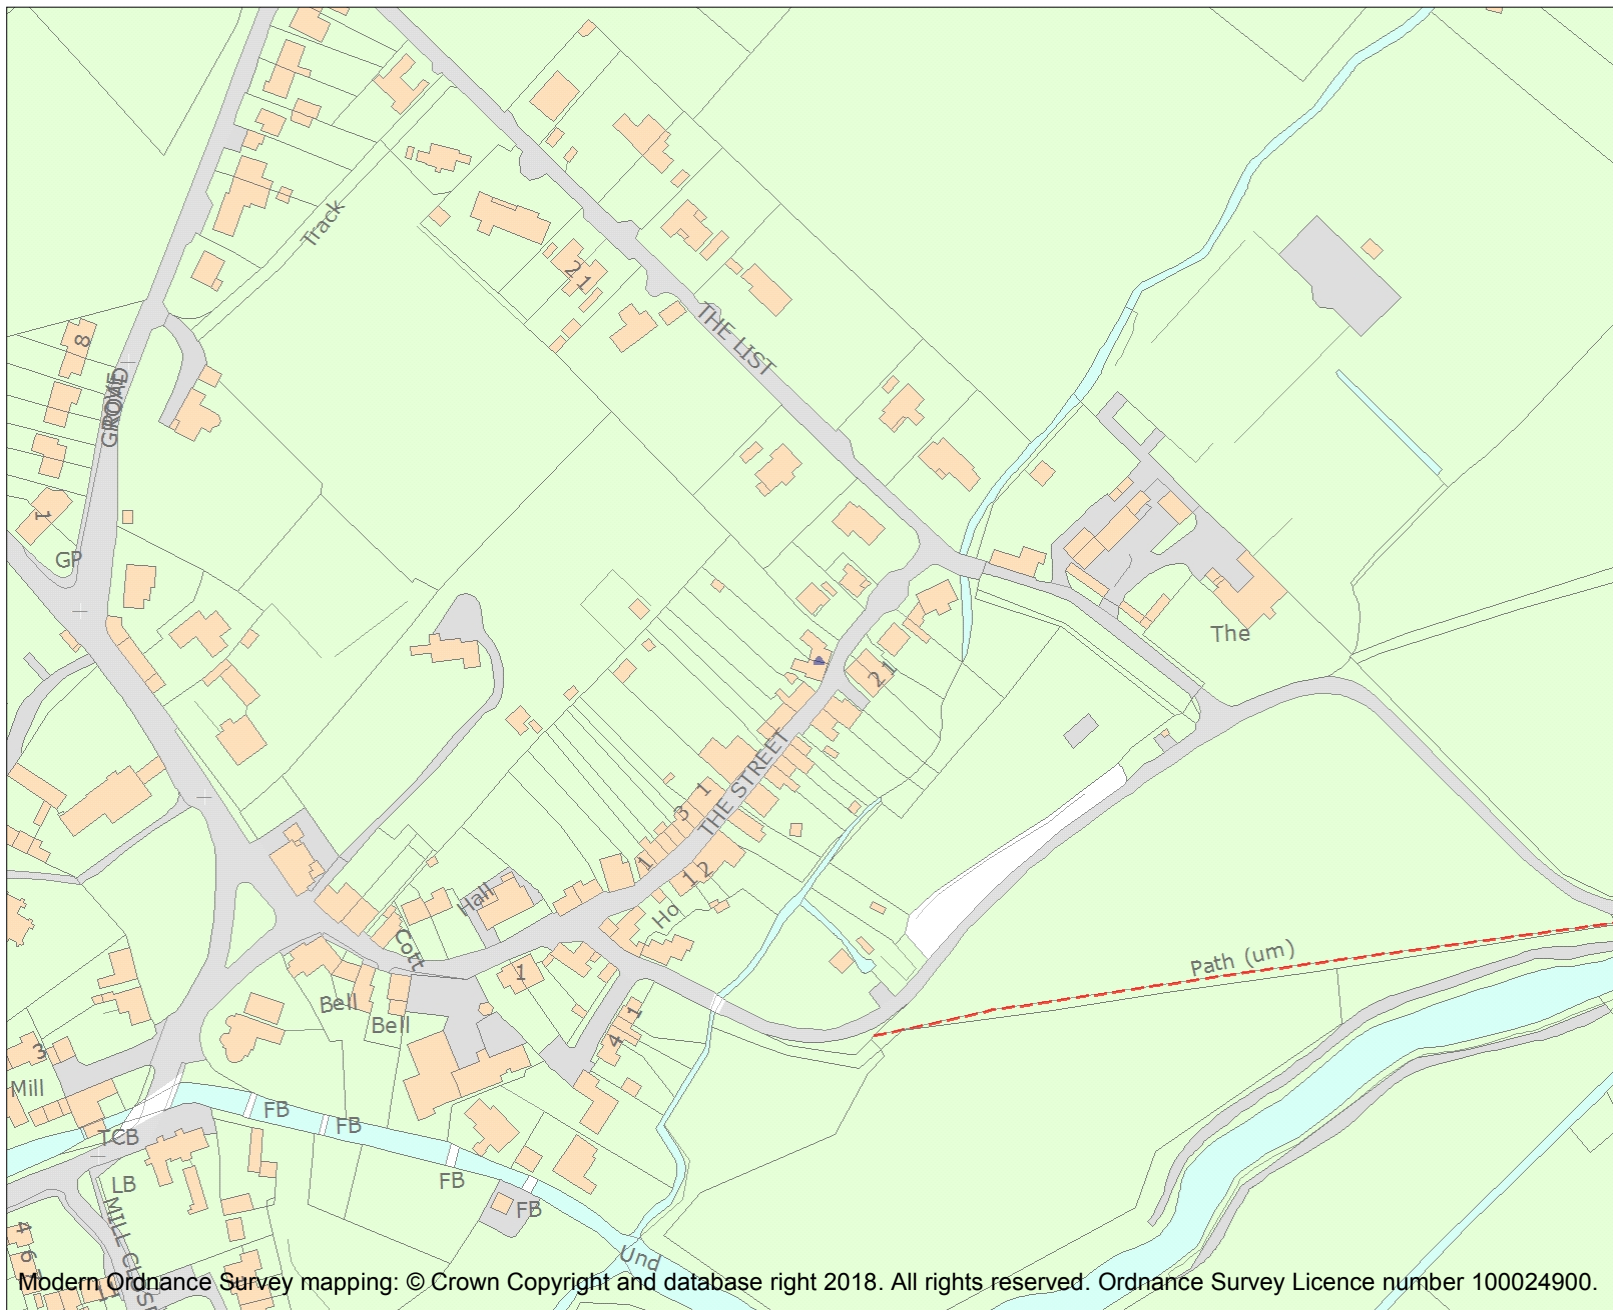 Track
2 1
THE LIST
8
GROVE
ROAD
1
GP
The
2 1
THE STREET
1
3
1
1 2
Hall
Ho
Cott
1
Path (um)
Bell
Bell
1
4
3
Mill
FB
FB
TCB
FB
LB
FB
MILL CLOSE
4
6
Und
11
Modern Ordnance Survey mapping: © Crown Copyright and database right 2018. All rights reserved. Ordnance Survey Licence number 100024900.